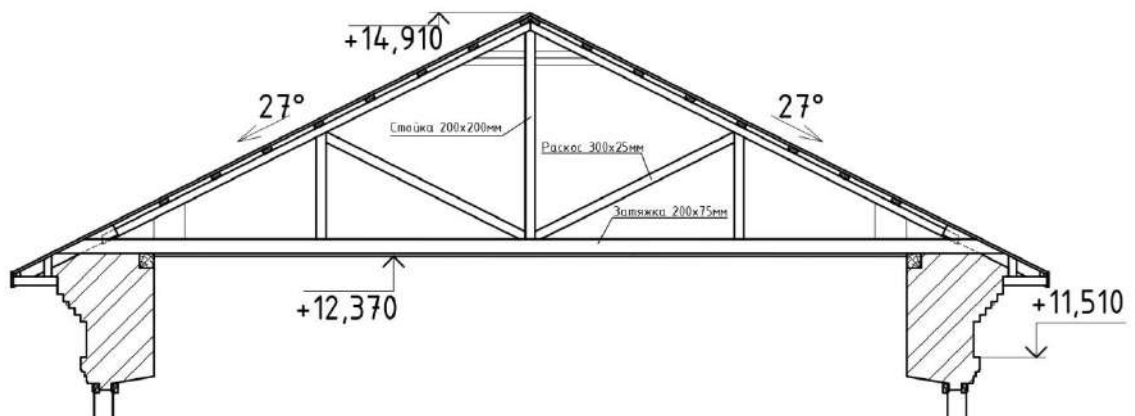 +14,910
27°
27°
Стойка 200х200мм
Раскос 300х25мм
Затяжка 200х75мм
+12,370
+11,510